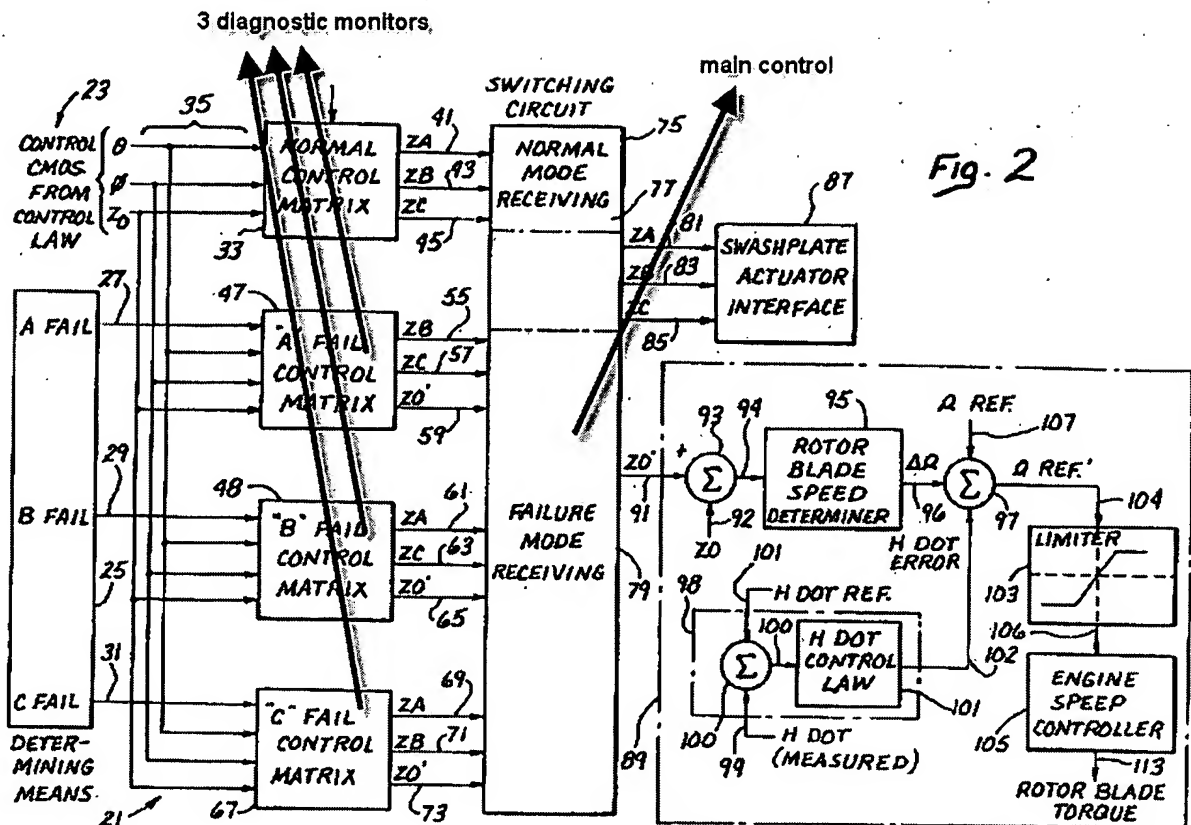 3 diagnostic monitors
main control
Fig. 2
23
CONTROL
CMDS.
FROM
CONTROL
LAW
θ
ø
Z0
35
NORMAL
CONTROL
MATRIX
33
ZA
41
ZB
93
ZC
95
SWITCHING
CIRCUIT
NORMAL
MODE
RECEIVING
75
77
ZA
81
ZB
83
ZC
85
87
SWASHPLATE
ACTUATOR
INTERFACE
27
A FAIL
29
B FAIL
25
31
C FAIL
DETER-
MINING
MEANS
21
47
"A" FAIL
CONTROL
MATRIX
ZB
55
ZC
57
Z0'
59
48
"B" FAIL
CONTROL
MATRIX
ZA
61
ZC
63
Z0'
65
"C" FAIL
CONTROL
MATRIX
67
ZA
69
ZB
71
Z0'
73
FAILURE
MODE
RECEIVING
79
Z0'
91
+
93
Σ
94
92
Z0
95
ROTOR
BLADE
SPEED
DETERMINER
ΔΩ
96
H DOT
ERROR
Ω REF.
107
Σ
97
Ω REF.'
104
LIMITER
103
106
102
ENGINE
SPEED
CONTROLLER
105
113
ROTOR BLADE
TORQUE
89
98
101
H DOT REF.
Σ
100
100
H DOT
CONTROL
LAW
101
99
H DOT
(MEASURED)